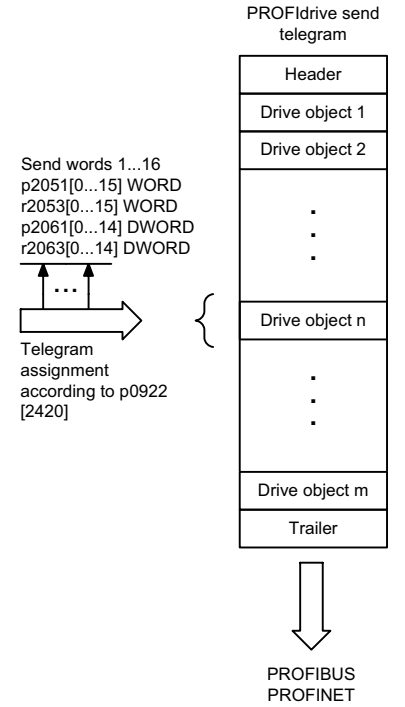 PROFIdrive send
telegram
Header
Drive object 1
Drive object 2
Send words 1...16
p2051[0...15] WORD
r2053[0...15] WORD
p2061[0...14] DWORD
r2063[0...14] DWORD
...
Drive object n
Telegram
assignment
according to p0922
[2420]
Drive object m
Trailer
PROFIBUS
PROFINET